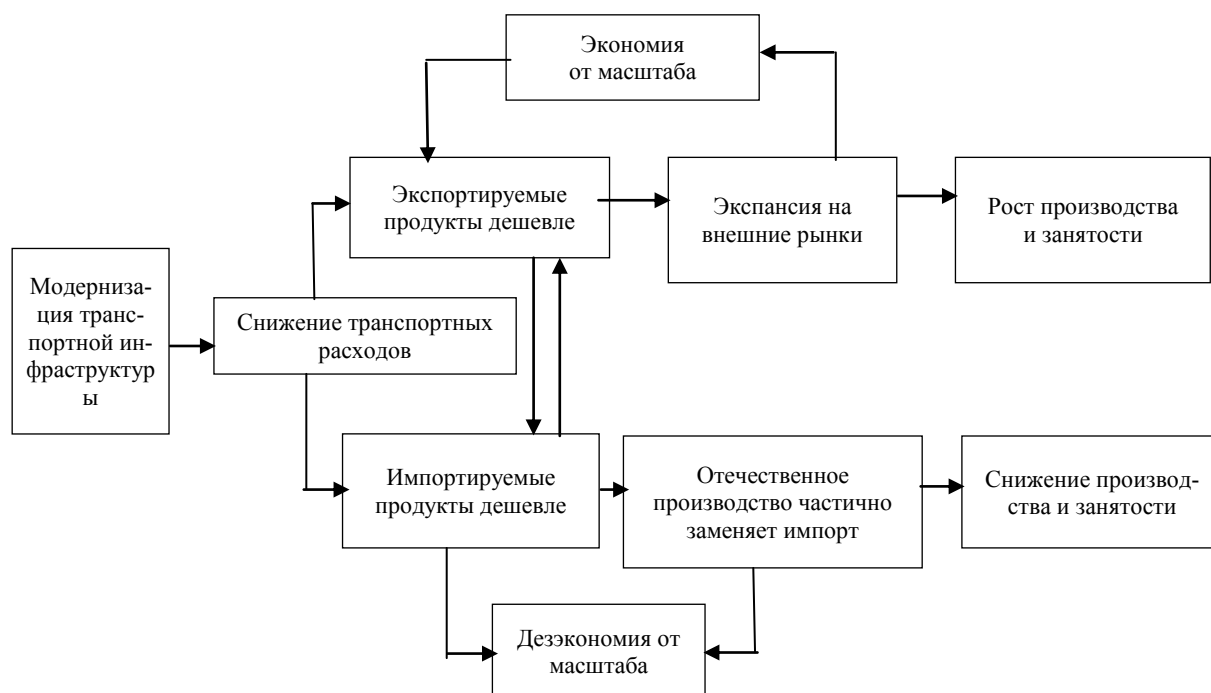 Экономия
от масштаба
Экспортируемые
продукты дешевле
Экспансия на
внешние рынки
Рост производства
и занятости
Модерниза-
ция транс-
портной ин-
фраструктур
ы
Снижение транспортных
расходов
Импортируемые
продукты дешевле
Отечественное
производство частично
заменяет импорт
Снижение производ-
ства и занятости
Дезэкономия от
масштаба